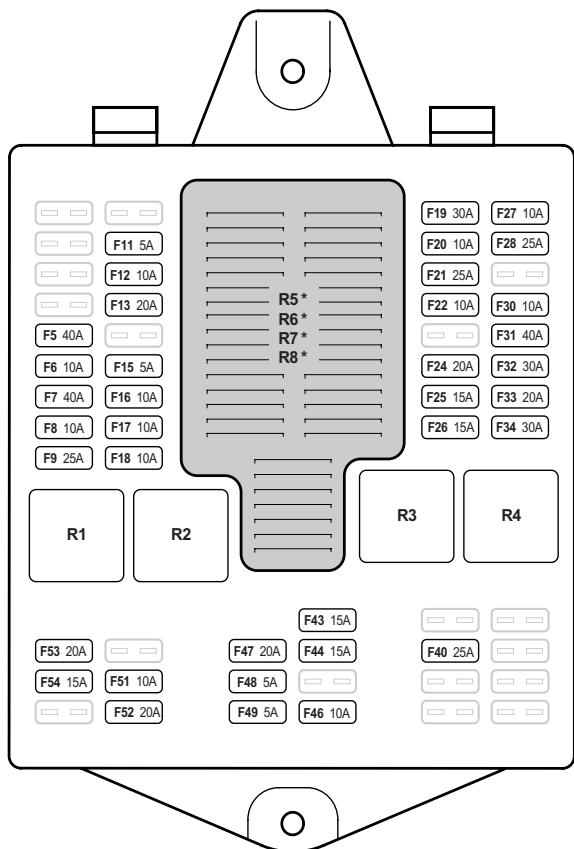 F19 30A F27 10A
F11 5A F20 10A F28 25A
F12 10A F21 25A
F13 20A R5* F22 10A F30 10A
R6*
F5 40A R7* F31 40A
R8*
F6 10A F15 5A F24 20A F32 30A
F7 40A F16 10A F25 15A F33 20A
F8 10A F17 10A F26 15A F34 30A
F9 25A F18 10A
R1 R2 R3 R4
F43 15A
F53 20A F47 20A F44 15A F40 25A
F54 15A F51 10A F48 5A
F52 20A F49 5A F46 10A